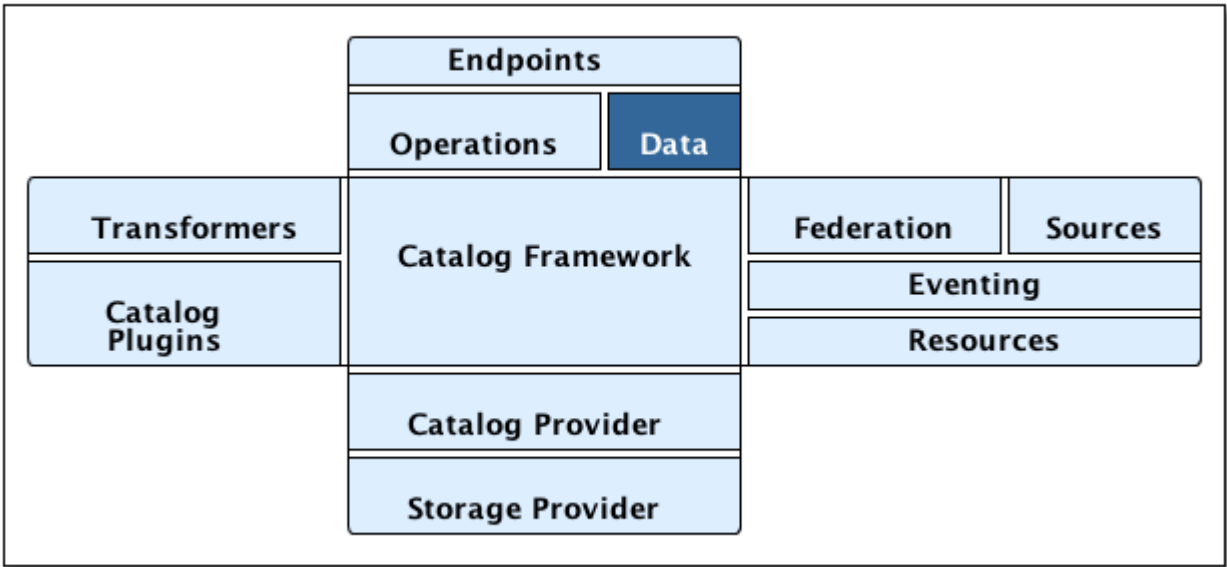 Endpoints
Operations
Data
Transformers
Catalog
Plugins
Catalog Framework
Federation
Sources
Eventing
Resources
Catalog Provider
Storage Provider